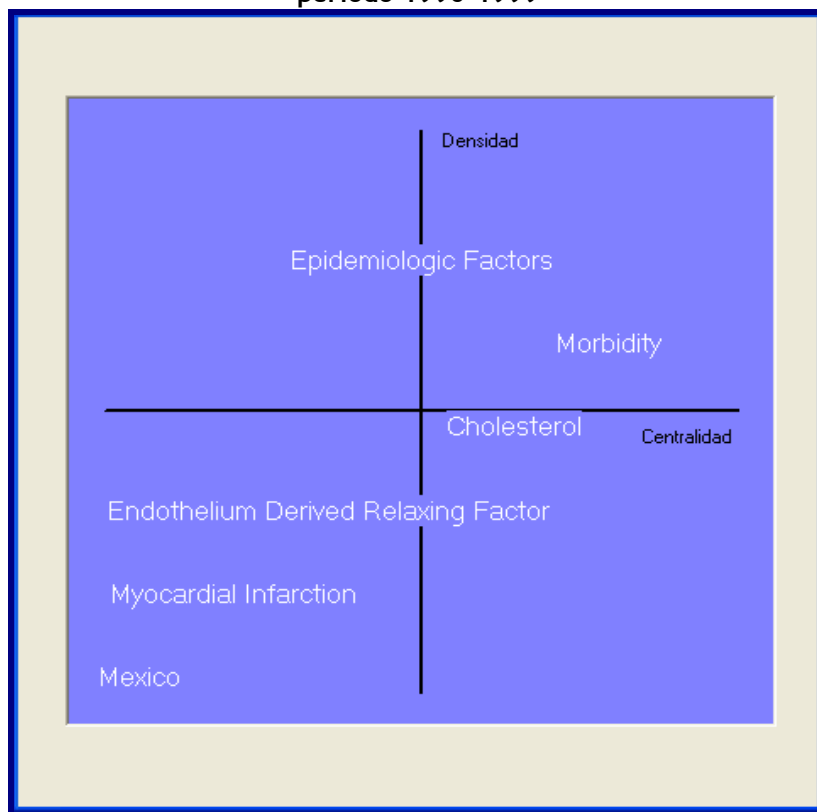 Densidad
Epidemiologic Factors
Morbidity
Cholesterol
Centralidad
Endothelium Derived Relaxing Factor
Myocardial Infarction
Mexico